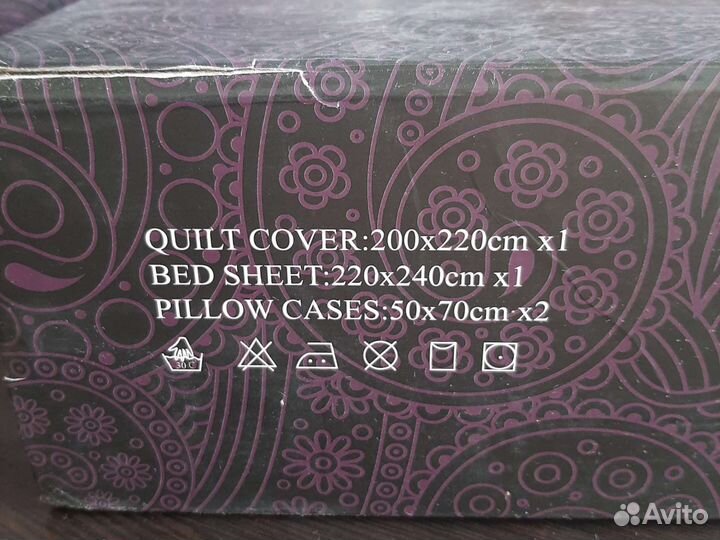 QUILT COVER:200x220cm x1
BED SHEET:220x240cm x1
PILLOW CASES:50x70cm x2
30 C
Avito